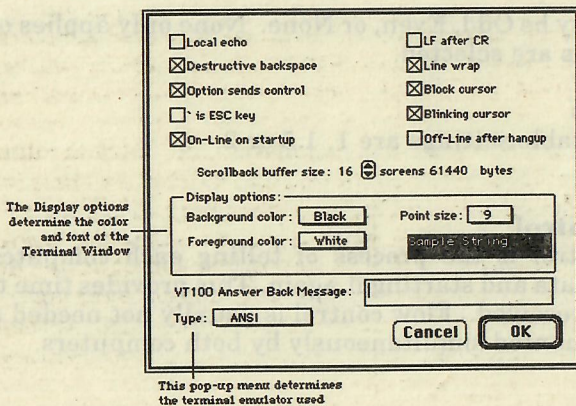 Local echo
LF after CR
Destructive backspace
Line wrap
Option sends control
Block cursor
` is ESC key
Blinking cursor
On-Line on startup
Off-Line after hangup
Scrollback buffer size: 16 screens 61440 bytes
Display options:
Background color: Black
Point size: 9
Foreground color: White
Sample String
The Display options
determine the color
and font of the
Terminal Window
VT100 Answer Back Message:
Type: ANSI
Cancel
OK
This pop-up menu determines
the terminal emulator used